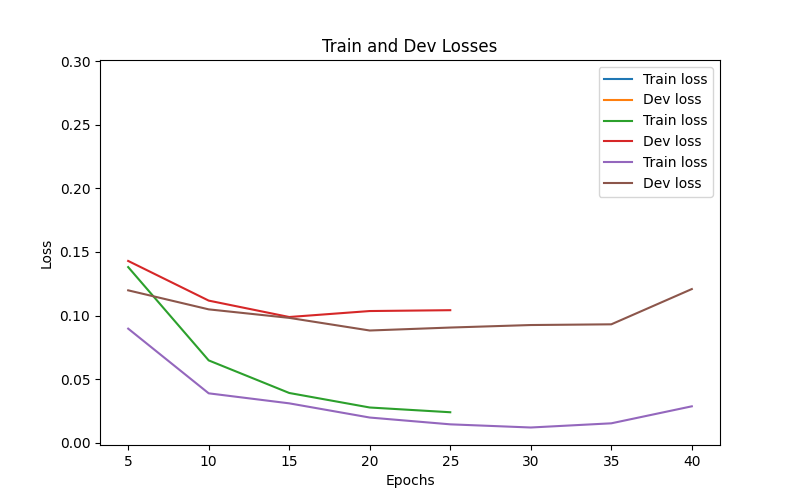 Train and Dev Losses
Train loss
Dev loss
Train loss
Dev loss
Train loss
Dev loss
0.30
0.25
0.20
0.15
0.10
0.05
0.00
Loss
5 10 15 20 25 30 35 40
Epochs